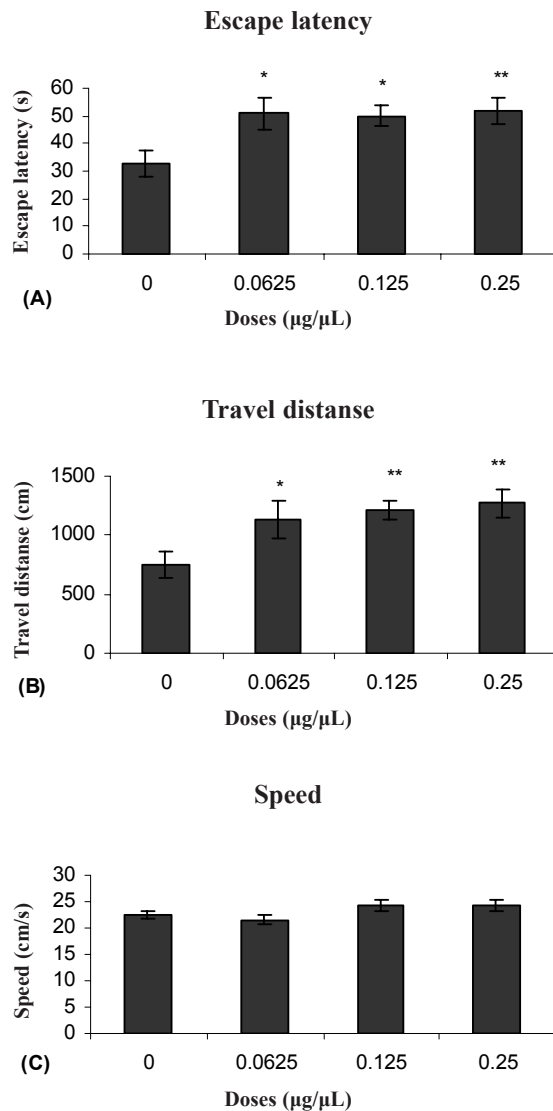 Escape latency
Escape latency (s)
60
50
40
30
20
10
0
* * **
0 0.0625 0.125 0.25
(A)
Doses (µg/µL)
Travel distanse
Travel distanse (cm)
1500
1000
500
0
* ** **
0 0.0625 0.125 0.25
(B)
Doses (µg/µL)
Speed
Speed (cm/s)
30
25
20
15
10
5
0
0 0.0625 0.125 0.25
(C)
Doses (µg/µL)